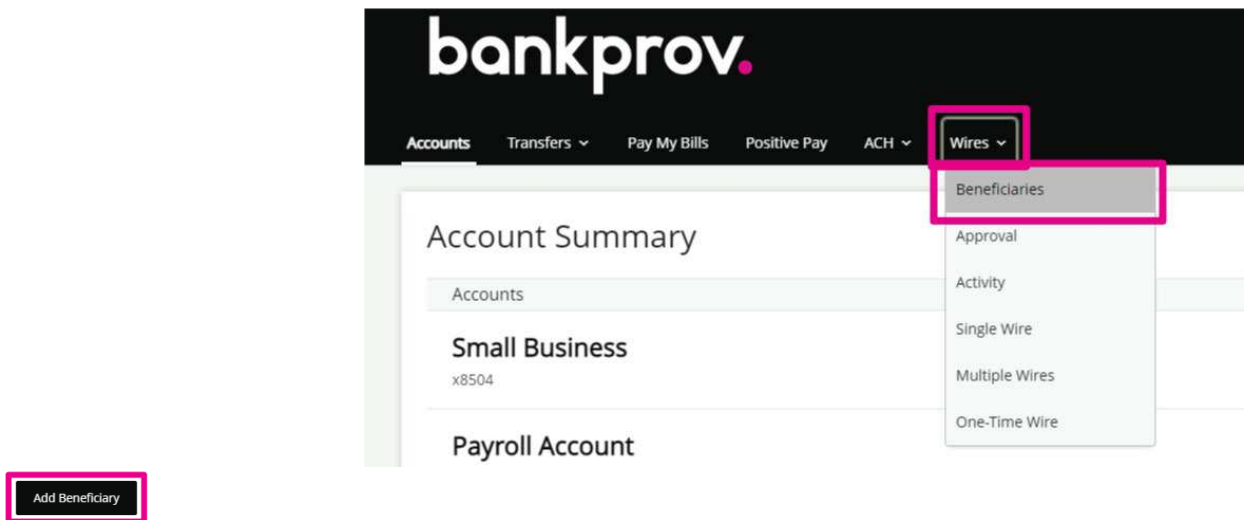 bankprov.
Accounts Transfers Pay My Bills Positive Pay ACH Wires
Beneficiaries
Approval
Activity
Single Wire
Multiple Wires
One-Time Wire
Account Summary
Accounts
Small Business
x8504
Payroll Account
Add Beneficiary